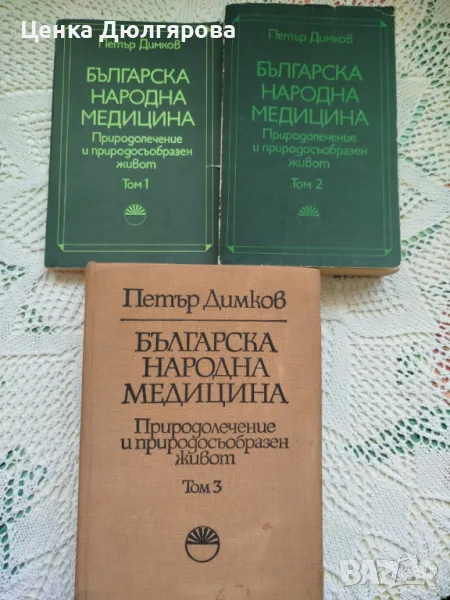 Ценка Дюлгярова
Петър Димков
БЪЛГАРСКА
НАРОДНА
МЕДИЦИНА
Природолечение
и природосъобразен
живот
Том 1
Петър Димков
БЪЛГАРСКА
НАРОДНА
МЕДИЦИНА
Природолечение
и природосъобразен
живот
Том 2
Петър Димков
БЪЛГАРСКА
НАРОДНА
МЕДИЦИНА
Природолечение
и природосъобразен
живот
Том 3
BAZAR